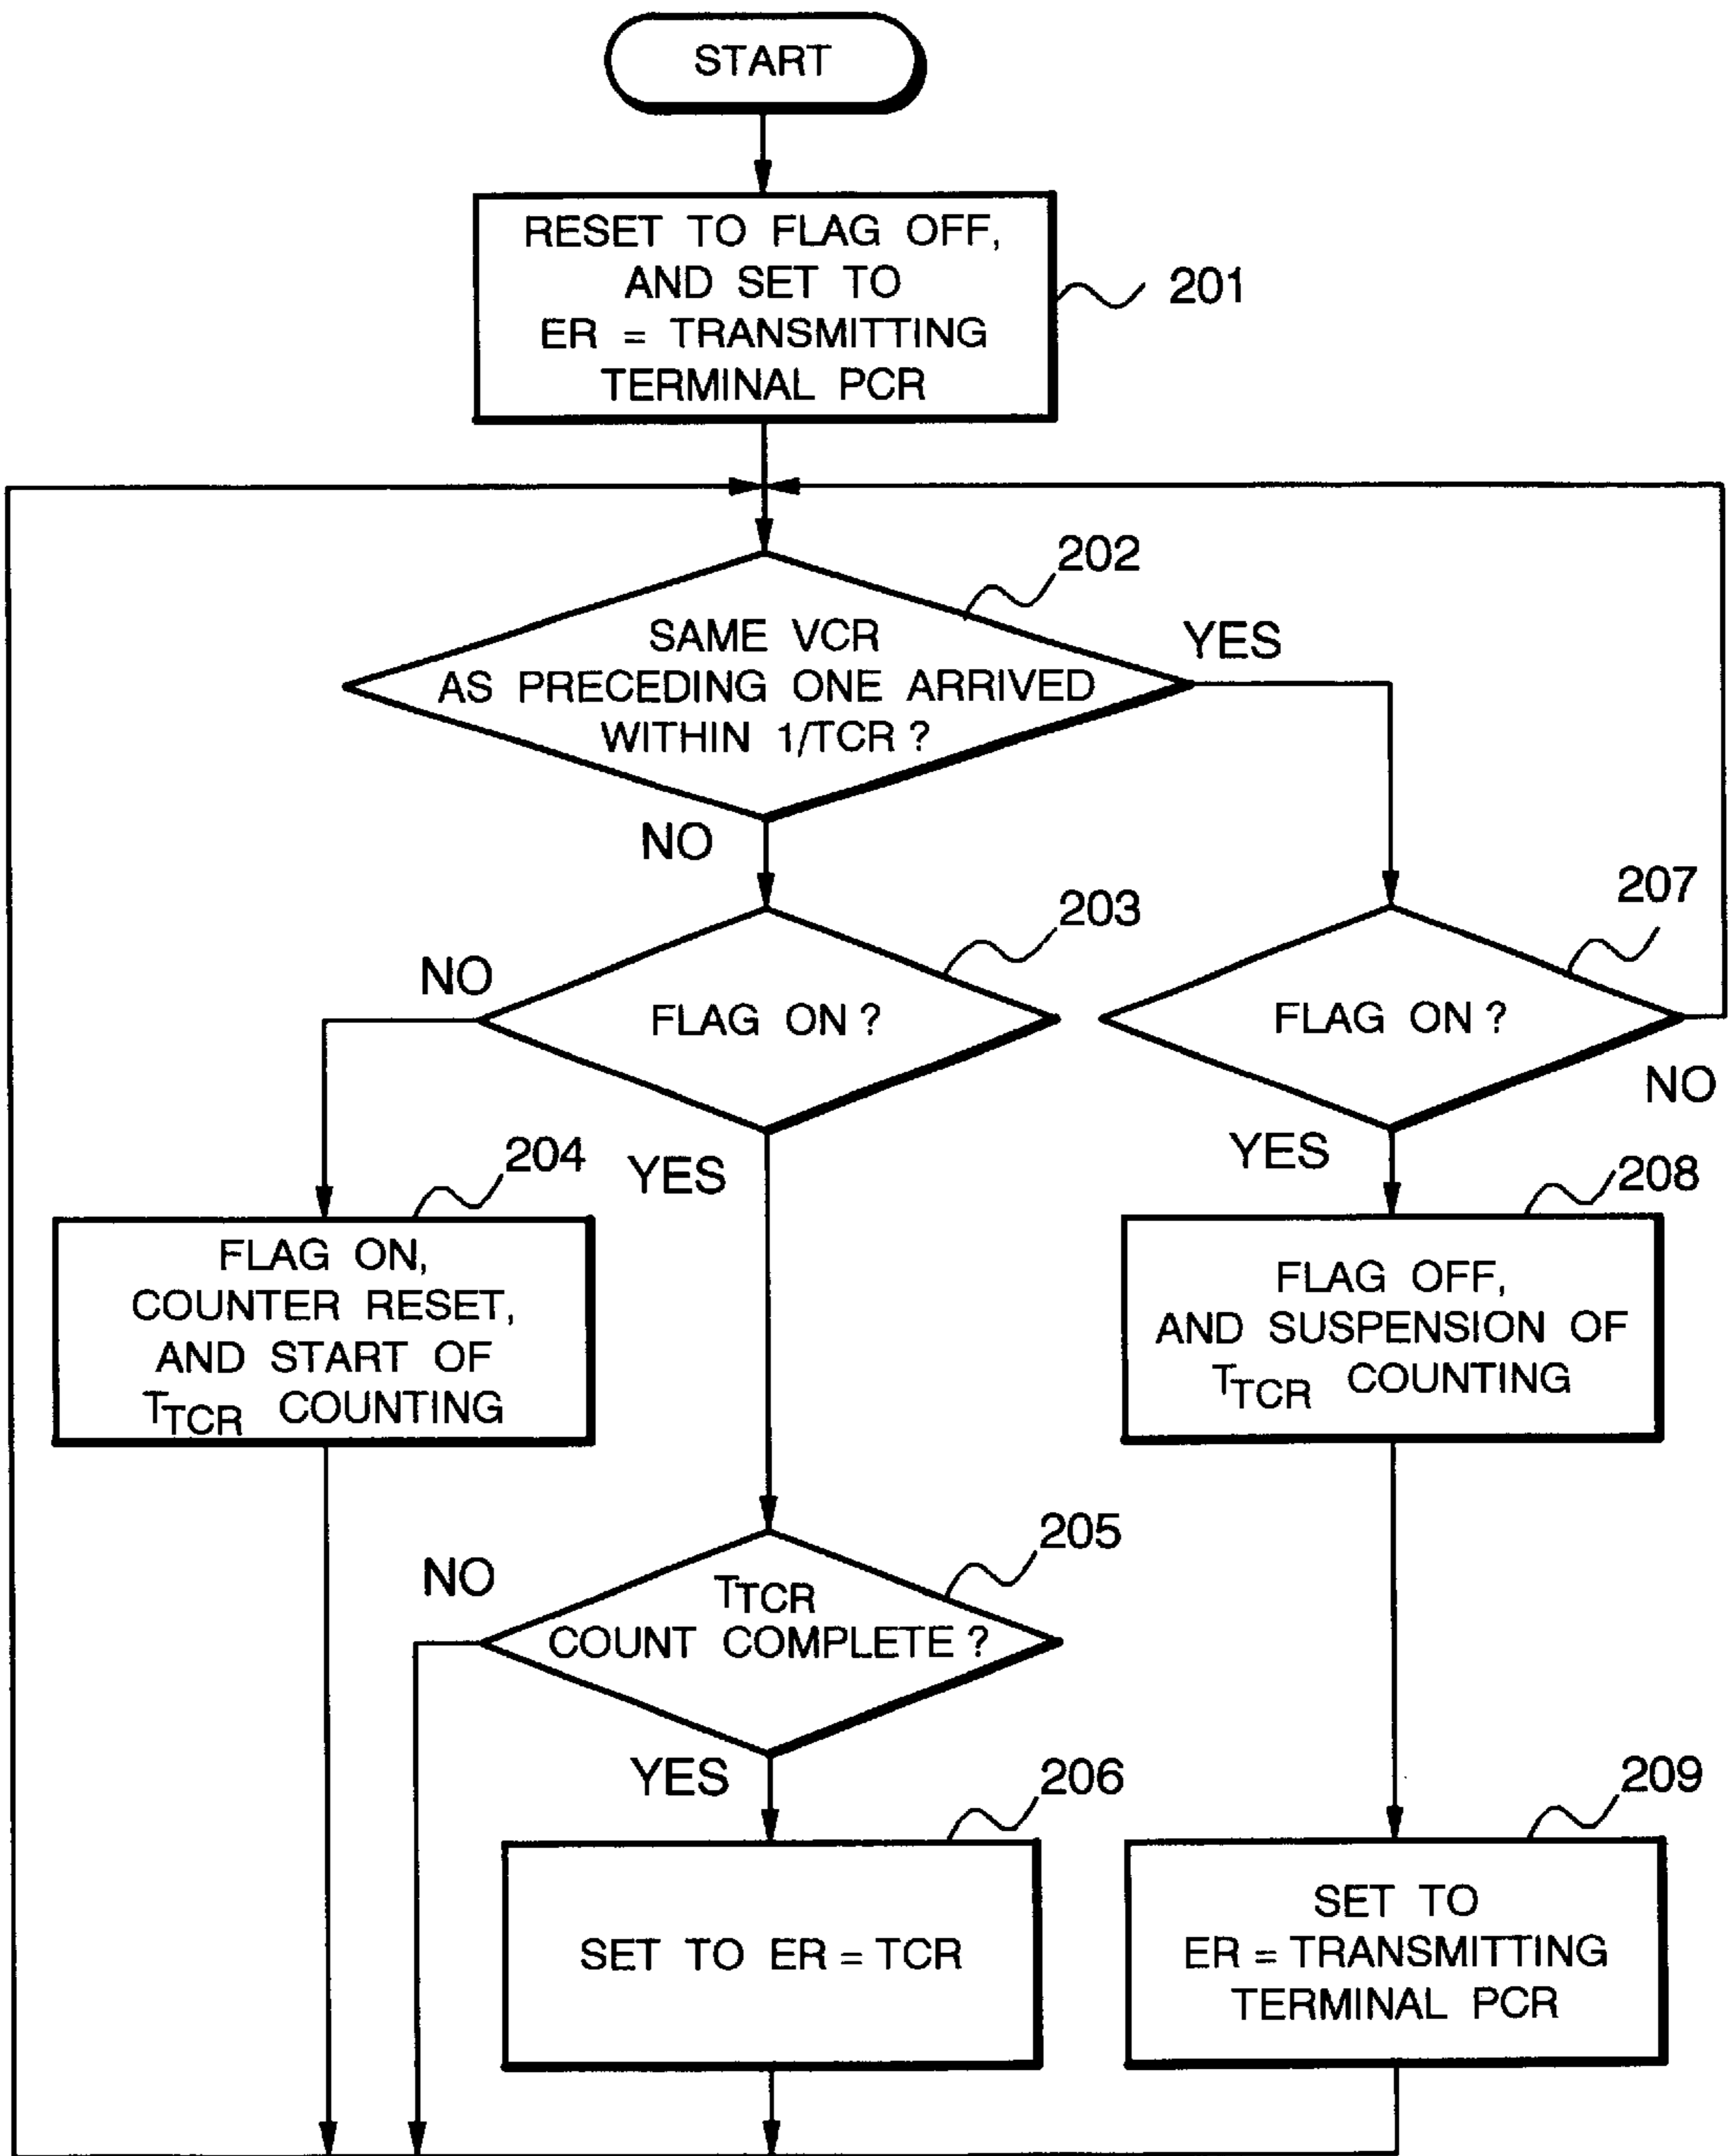 START
RESET TO FLAG OFF,
AND SET TO
ER = TRANSMITTING
TERMINAL PCR
201
202
SAME VCR
AS PRECEDING ONE ARRIVED
WITHIN 1/TCR ?
YES
NO
203
207
NO
FLAG ON ?
FLAG ON ?
NO
204
YES
YES
208
FLAG ON,
COUNTER RESET,
AND START OF
TTCR COUNTING
FLAG OFF,
AND SUSPENSION OF
TTCR COUNTING
205
NO
TTCR
COUNT COMPLETE ?
YES
206
209
SET TO ER = TCR
SET TO
ER = TRANSMITTING
TERMINAL PCR